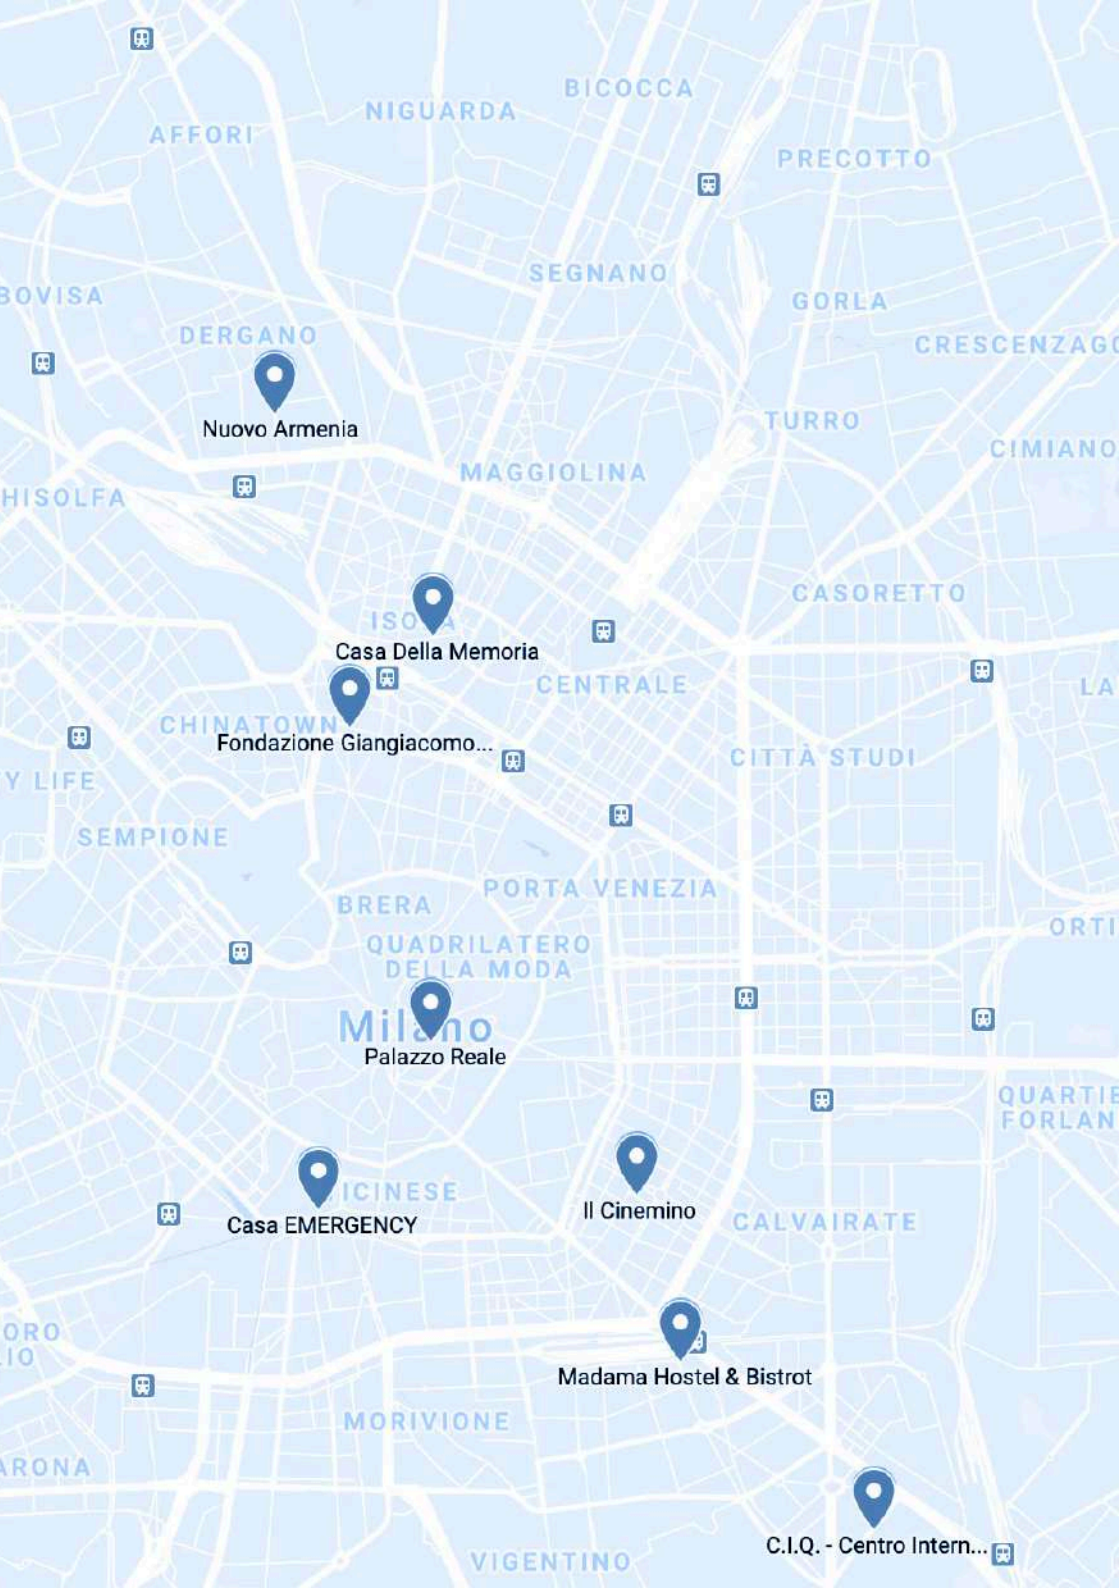 BICOCCA
NIGUARDA
AFFORI
PRECOTTO
SEGNANO
BOVISA
GORLA
DERGANO
CRESCENZAGO
TURRO
Nuovo Armenia
CIMIANO
MAGGIOLINA
HISOLFA
CASORETTO
Casa Della Memoria
CENTRALE
LA
CHINATOWN
Fondazione Giangiacomo...
CITTÀ STUDI
Y LIFE
SEMPIONE
PORTA VENEZIA
BRERA
ORTI
QUADRILATERO
DELLA MODA
Milano
Palazzo Reale
QUARTIE
FORLAN
ICINESE
Il Cinemino
CALVAIRATE
Casa EMERGENCY
ORO
IO
Madama Hostel & Bistrot
MORIVIONE
ARONA
C.I.Q. - Centro Intern...
VIGENTINO